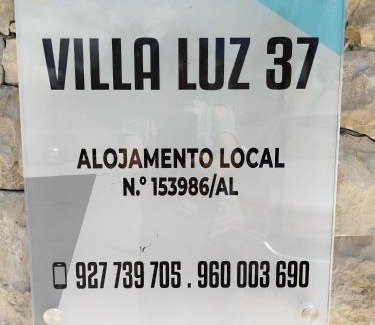 VILLA LUZ 37
ALOJAMENTO LOCAL
N.º 153986/AL
927 739 705 . 960 003 690